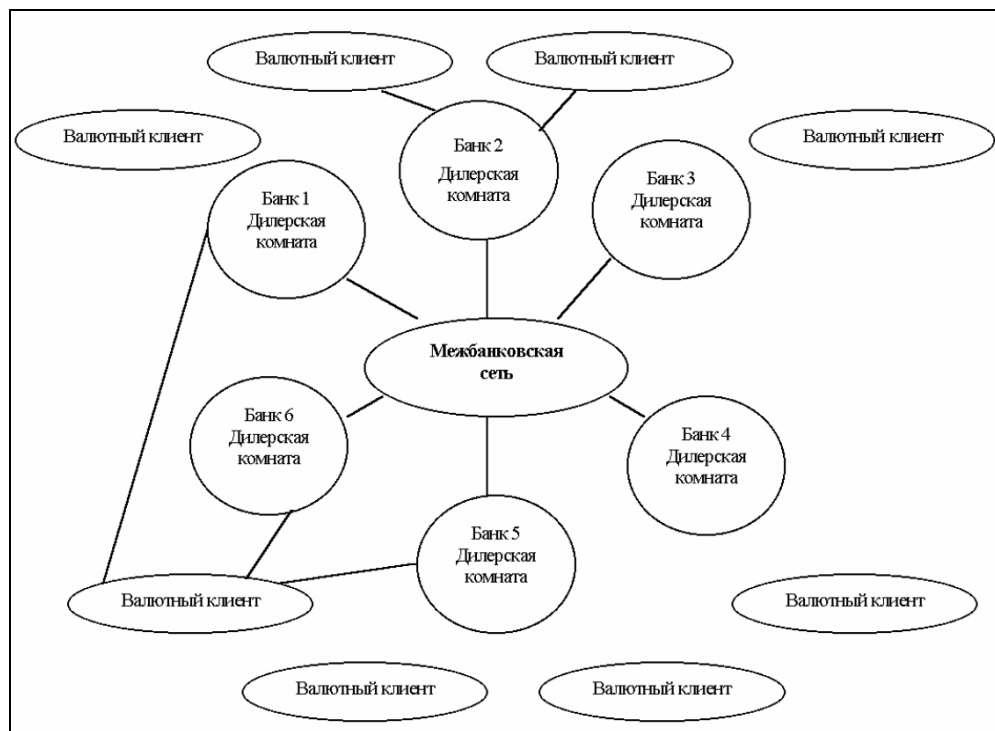 Валютный клиент
Валютный клиент
Валютный клиент
Валютный клиент
Банк 2
Дилерская
комната
Банк 3
Дилерская
комната
Банк 1
Дилерская
комната
Межбанковская
сеть
Банк 6
Дилерская
комната
Банк 4
Дилерская
комната
Банк 5
Дилерская
комната
Валютный клиент
Валютный клиент
Валютный клиент
Валютный клиент